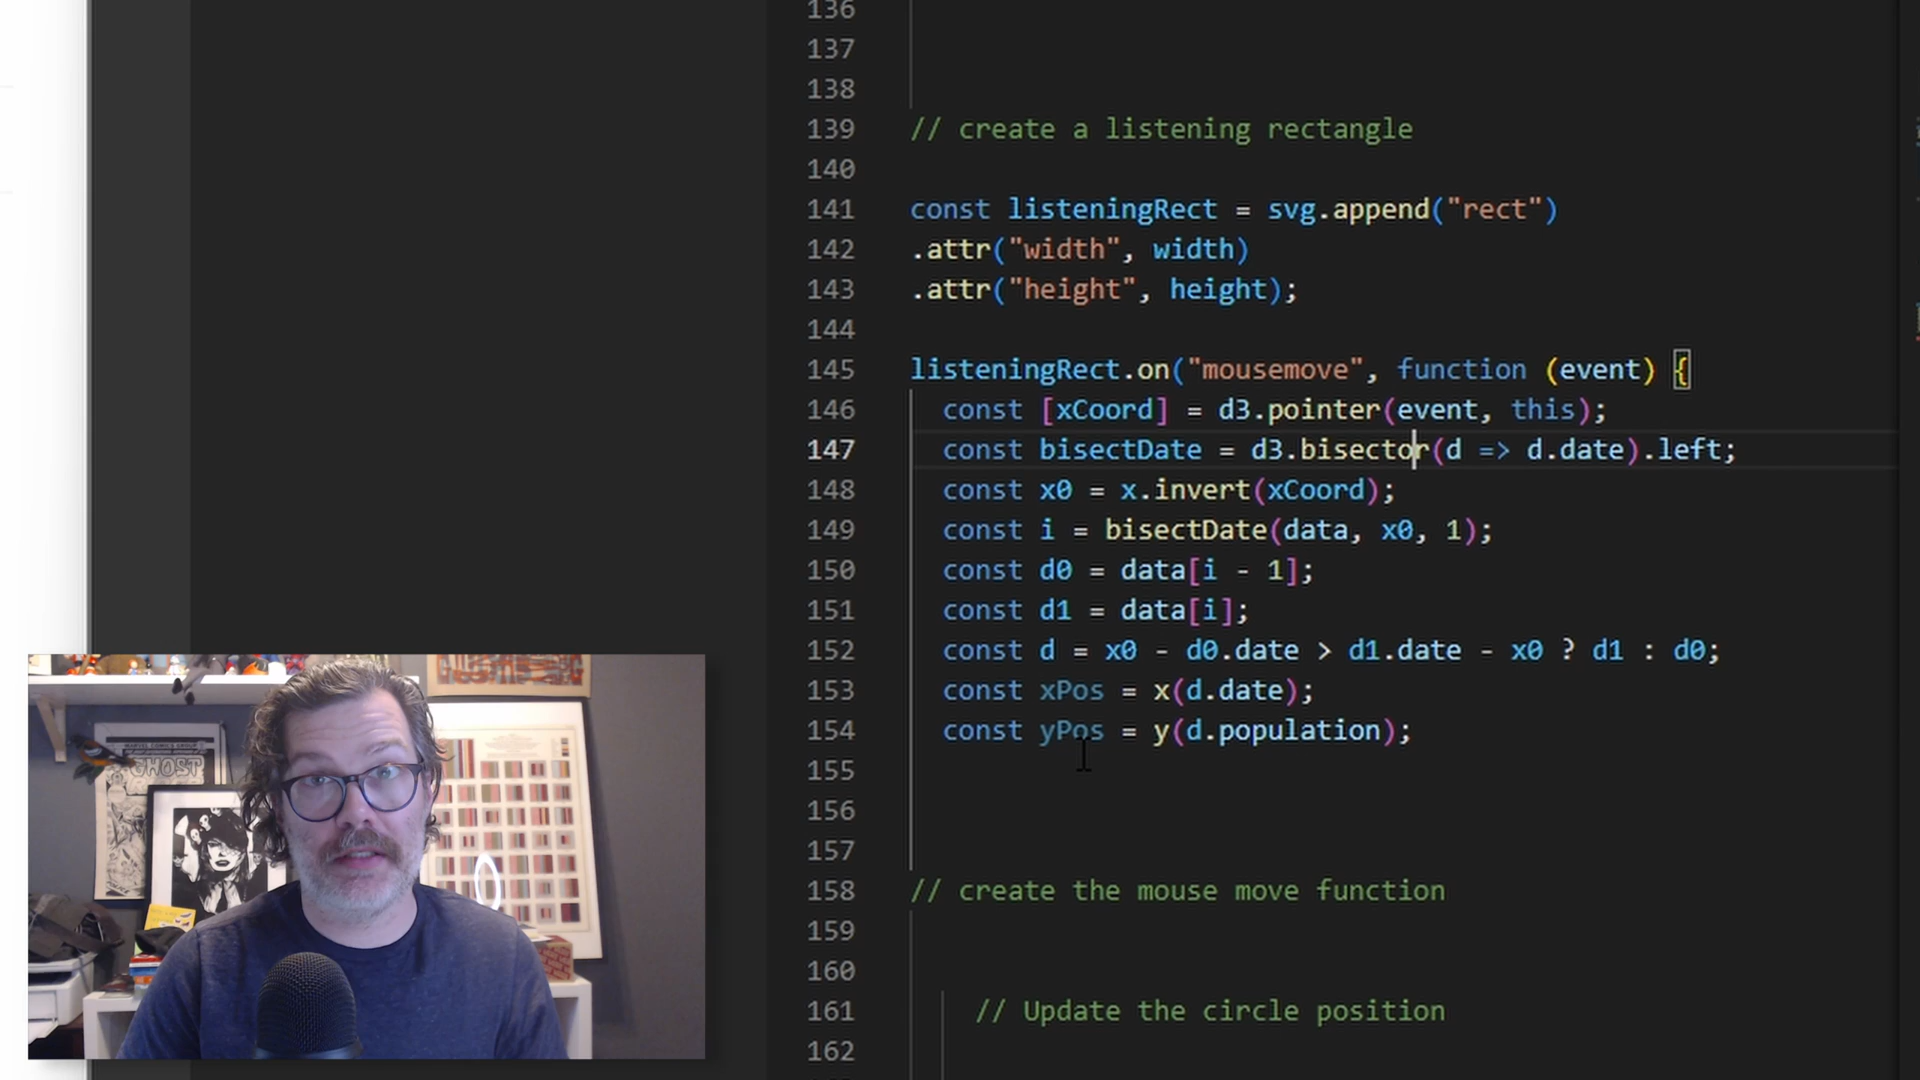 136
137
138
139 // create a listening rectangle
140
141 const listeningRect = svg.append("rect")
142 .attr("width", width)
143 .attr("height", height);
144
145 listeningRect.on("mousemove", function (event) {
146 const [xCoord] = d3.pointer(event, this);
147 const bisectDate = d3.bisector(d => d.date).left;
148 const x0 = x.invert(xCoord);
149 const i = bisectDate(data, x0, 1);
150 const d0 = data[i - 1];
151 const d1 = data[i];
152 const d = x0 - d0.date > d1.date - x0 ? d1 : d0;
153 const xPos = x(d.date);
154 const yPos = y(d.population);
155
156
157
158 // create the mouse move function
159
160
161 // Update the circle position
162
MARVEL COMICS GROUP
GHOST